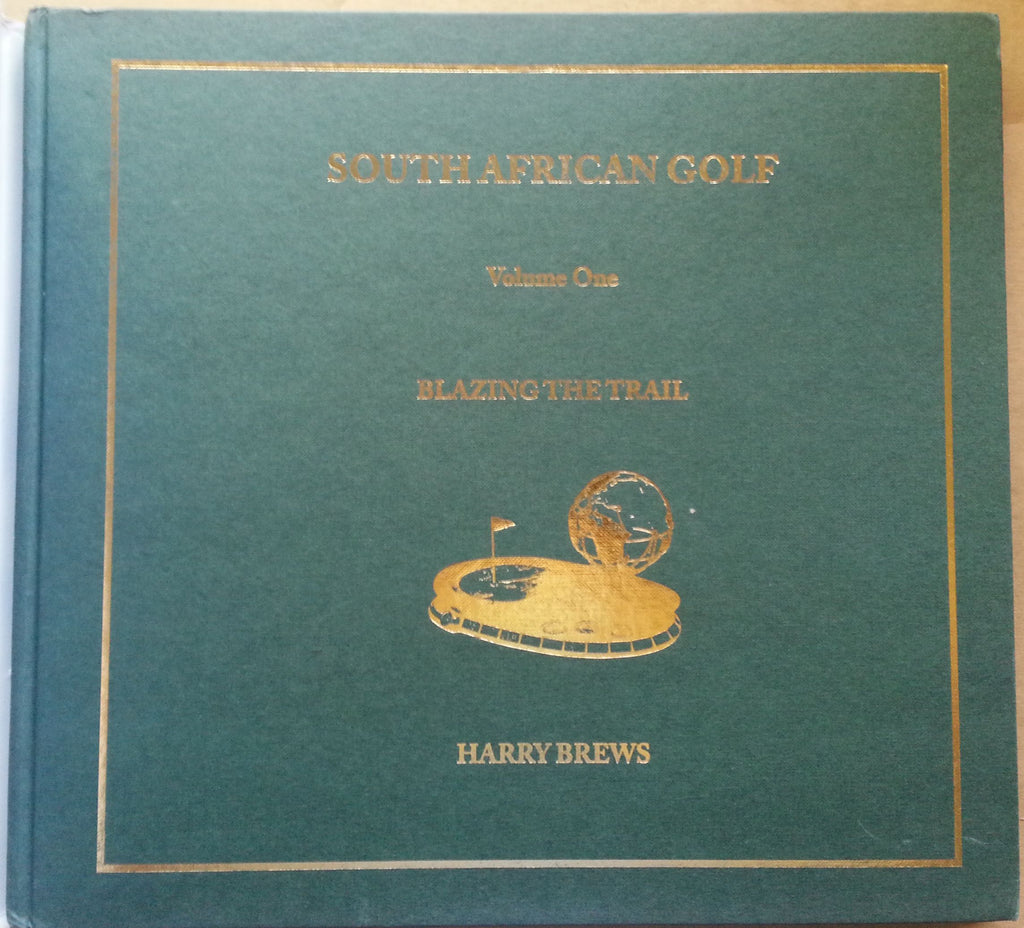 SOUTH AFRICAN GOLF
Volume One
BLAZING THE TRAIL
HARRY BREWS